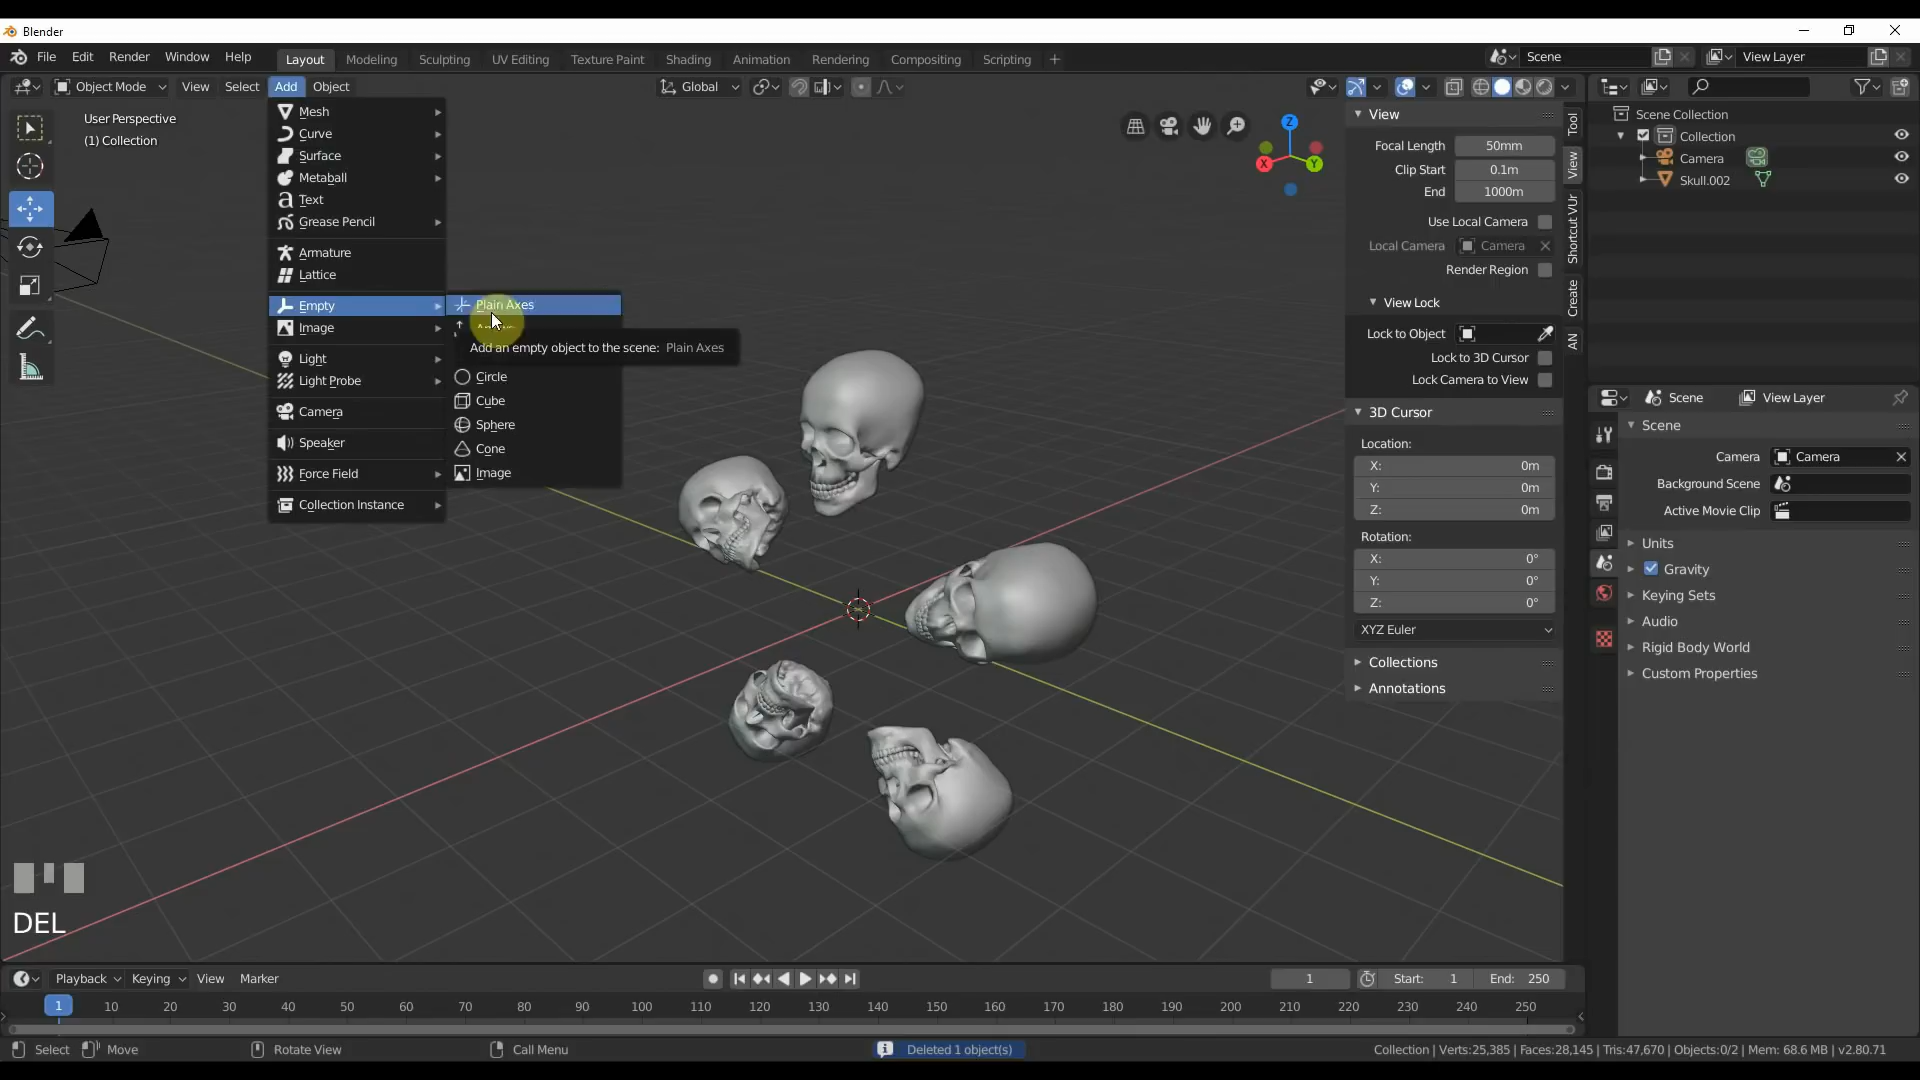 Blender
File Edit Render Window Help Layout Modeling Sculpting UV Editing Texture Paint Shading Animation Rendering Compositing Scripting + Scene View Layer
Object Mode View Select Add Object Global
User Perspective
(1) Collection
Mesh
Curve
Surface
Metaball
Text
Grease Pencil
Armature
Lattice
Empty
Image
Light
Light Probe
Camera
Speaker
Force Field
Collection Instance
Plain Axes
Add an empty object to the scene: Plain Axes
Circle
Cube
Sphere
Cone
Image
Z
X
Y
View
Focal Length 50mm
Clip Start 0.1m
End 1000m
Use Local Camera
Local Camera Camera
Render Region
View Lock
Lock to Object
Lock to 3D Cursor
Lock Camera to View
3D Cursor
Location:
X: 0m
Y: 0m
Z: 0m
Rotation:
X: 0°
Y: 0°
Z: 0°
XYZ Euler
Collections
Annotations
Tool
View
Shortcut VUr
Create
AN
Scene Collection
Collection
Camera
Skull.002
Scene View Layer
Scene
Camera Camera
Background Scene
Active Movie Clip
Units
Gravity
Keying Sets
Audio
Rigid Body World
Custom Properties
DEL
Playback Keying View Marker 1 Start: 1 End: 250
1 10 20 30 40 50 60 70 80 90 100 110 120 130 140 150 160 170 180 190 200 210 220 230 240 250
Select Move Rotate View Call Menu Deleted 1 object(s) Collection | Verts:25,385 | Faces:28,145 | Tris:47,670 | Objects:0/2 | Mem: 68.6 MB | v2.80.71